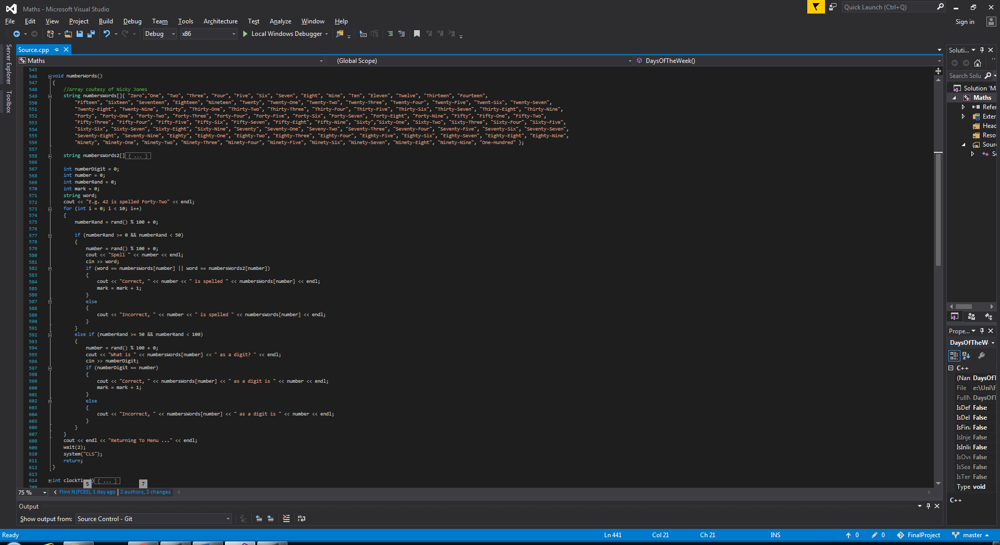 Maths - Microsoft Visual Studio
Quick Launch (Ctrl+Q)
File Edit View Project Build Debug Team Tools Architecture Test Analyze Window Help
Sign in
Debug x86 Local Windows Debugger
Server Explorer
Toolbox
Source.cpp
Maths (Global Scope) DaysOfTheWeek()
545
546 void numberWords()
547 {
548 //Array coutesy of Nicky Jones
549 string numbersWords[]{ "Zero","One", "Two", "Three", "Four", "Five", "Six", "Seven", "Eight", "Nine", "Ten", "Eleven", "Twelve", "Thirteen", "Fourteen",
550 "Fifteen", "Sixteen", "Seventeen", "Eighteen", "Nineteen", "Twenty", "Twenty-One", "Twenty-Two", "Twenty-Three", "Twenty-Four", "Twenty-Five", "Twent-Six", "Twenty-Seven",
551 "Twenty-Eight", "Twenty-Nine", "Thirty", "Thirty-One", "Thirty-Two", "Thirty-Three", "Thirty-Four", "Thirty-Five", "Thirty-Six", "Thirty-Seven", "Thirty-Eight", "Thirty-Nine",
552 "Forty", "Forty-One", "Forty-Two", "Forty-Three", "Forty-Four", "Forty-Five", "Forty-Six", "Forty-Seven", "Forty-Eight", "Forty-Nine", "Fifty", "Fifty-One", "Fifty-Two",
553 "Fifty-Three", "Fifty-Four", "Fifty-Five", "Fifty-Six", "Fifty-Seven", "Fifty-Eight", "Fifty-Nine", "Sixty","Sixty-One", "Sixty-Two", "Sixty-Three", "Sixty-Four", "Sixty-Five",
554 "Sixty-Six", "Sixty-Seven", "Sixty-Eight", "Sixty-Nine", "Seventy", "Seventy-One", "Seveny-Two", "Seventy-Three", "Seventy-Four", "Seventy-Five", "Seventy-Six", "Seventy-Seven",
555 "Seventy-Eight", "Seventy-Nine", "Eighty", "Eighty-One", "Eighty-Two", "Eighty-Three", "Eighty-Four", "Eighty-Five", "Eighty-Six", "Eighty-Seven", "Eighty-Eight", "Eighty-Nine",
556 "Ninety", "Ninety-One", "Ninety-Two", "Ninety-Three", "Ninety-Four", "Ninety-Five", "Ninety-Six", "Ninety-Seven", "Ninety-Eight", "Ninety-Nine", "One-Hundred" };
557
558 string numbersWords2[]{ ... }
566
567 int numberDigit = 0;
568 int number = 0;
569 int numberRand = 0;
570 int mark = 0;
571 string word;
572 cout << "E.g. 42 is spelled Forty-Two" << endl;
573 for (int i = 0; i < 10; i++)
574 {
575 numberRand = rand() % 100 + 0;
576
577 if (numberRand >= 0 && numberRand < 50)
578 {
579 number = rand() % 100 + 0;
580 cout << "Spell " << number << endl;
581 cin >> word;
582 if (word == numbersWords[number] || word == numbersWords2[number])
583 {
584 cout << "Correct, " << number << " is spelled " << numbersWords[number] << endl;
585 mark = mark + 1;
586 }
587 else
588 {
589 cout << "Incorrect, " << number << " is spelled " << numbersWords[number] << endl;
590 }
591 }
592 else if (numberRand >= 50 && numberRand < 100)
593 {
594 number = rand() % 100 + 0;
595 cout << "What is " << numbersWords[number] << " as a digit? " << endl;
596 cin >> numberDigit;
597 if (numberDigit == number)
598 {
599 cout << "Correct, " << numbersWords[number] << " as a digit is " << number << endl;
600 mark = mark + 1;
601 }
602 else
603 {
604 cout << "Incorrect, " << numbersWords[number] << " as a digit is " << number << endl;
605 }
606 }
607 }
608 cout << endl << "Returning To Menu ..." << endl;
609 wait(2);
610 system("CLS");
611 return;
612 }
613
614 int clockTi ){ ... }
5 7
75 % Flint N (FCES), 1 day ago | 2 authors, 2 changes
Output
Show output from: Source Control - Git
Soluti...
Search Solu
Solution 'M
Maths
Refer
Exter
Head
Reso
Sour
S
Prope...
DaysOfTheW
C++
(Nam DaysOfT
File e:\Uni\F
FullN DaysOfT
IsDef False
IsDel False
IsFina False
IsInje False
IsInli False
IsOve False
IsSea False
IsTem False
Type void
C++
Ready Ln 441 Col 21 Ch 21 INS 0 0 FinalProject master